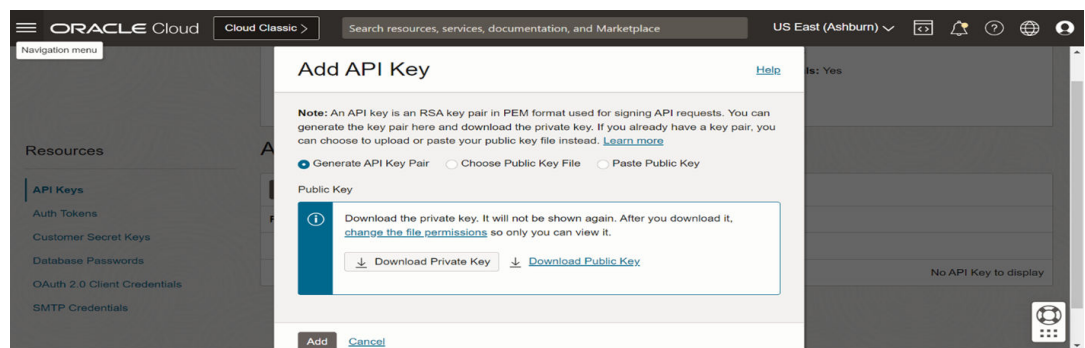 ORACLE Cloud
Cloud Classic >
Search resources, services, documentation, and Marketplace
US East (Ashburn)
Navigation menu
Add API Key
Help
ls: Yes
Note: An API key is an RSA key pair in PEM format used for signing API requests. You can
generate the key pair here and download the private key. If you already have a key pair, you
can choose to upload or paste your public key file instead. Learn more
Generate API Key Pair
Choose Public Key File
Paste Public Key
Public Key
Download the private key. It will not be shown again. After you download it,
change the file permissions so only you can view it.
Download Private Key
Download Public Key
Add
Cancel
Resources
API Keys
Auth Tokens
Customer Secret Keys
Database Passwords
OAuth 2.0 Client Credentials
SMTP Credentials
A
No API Key to display